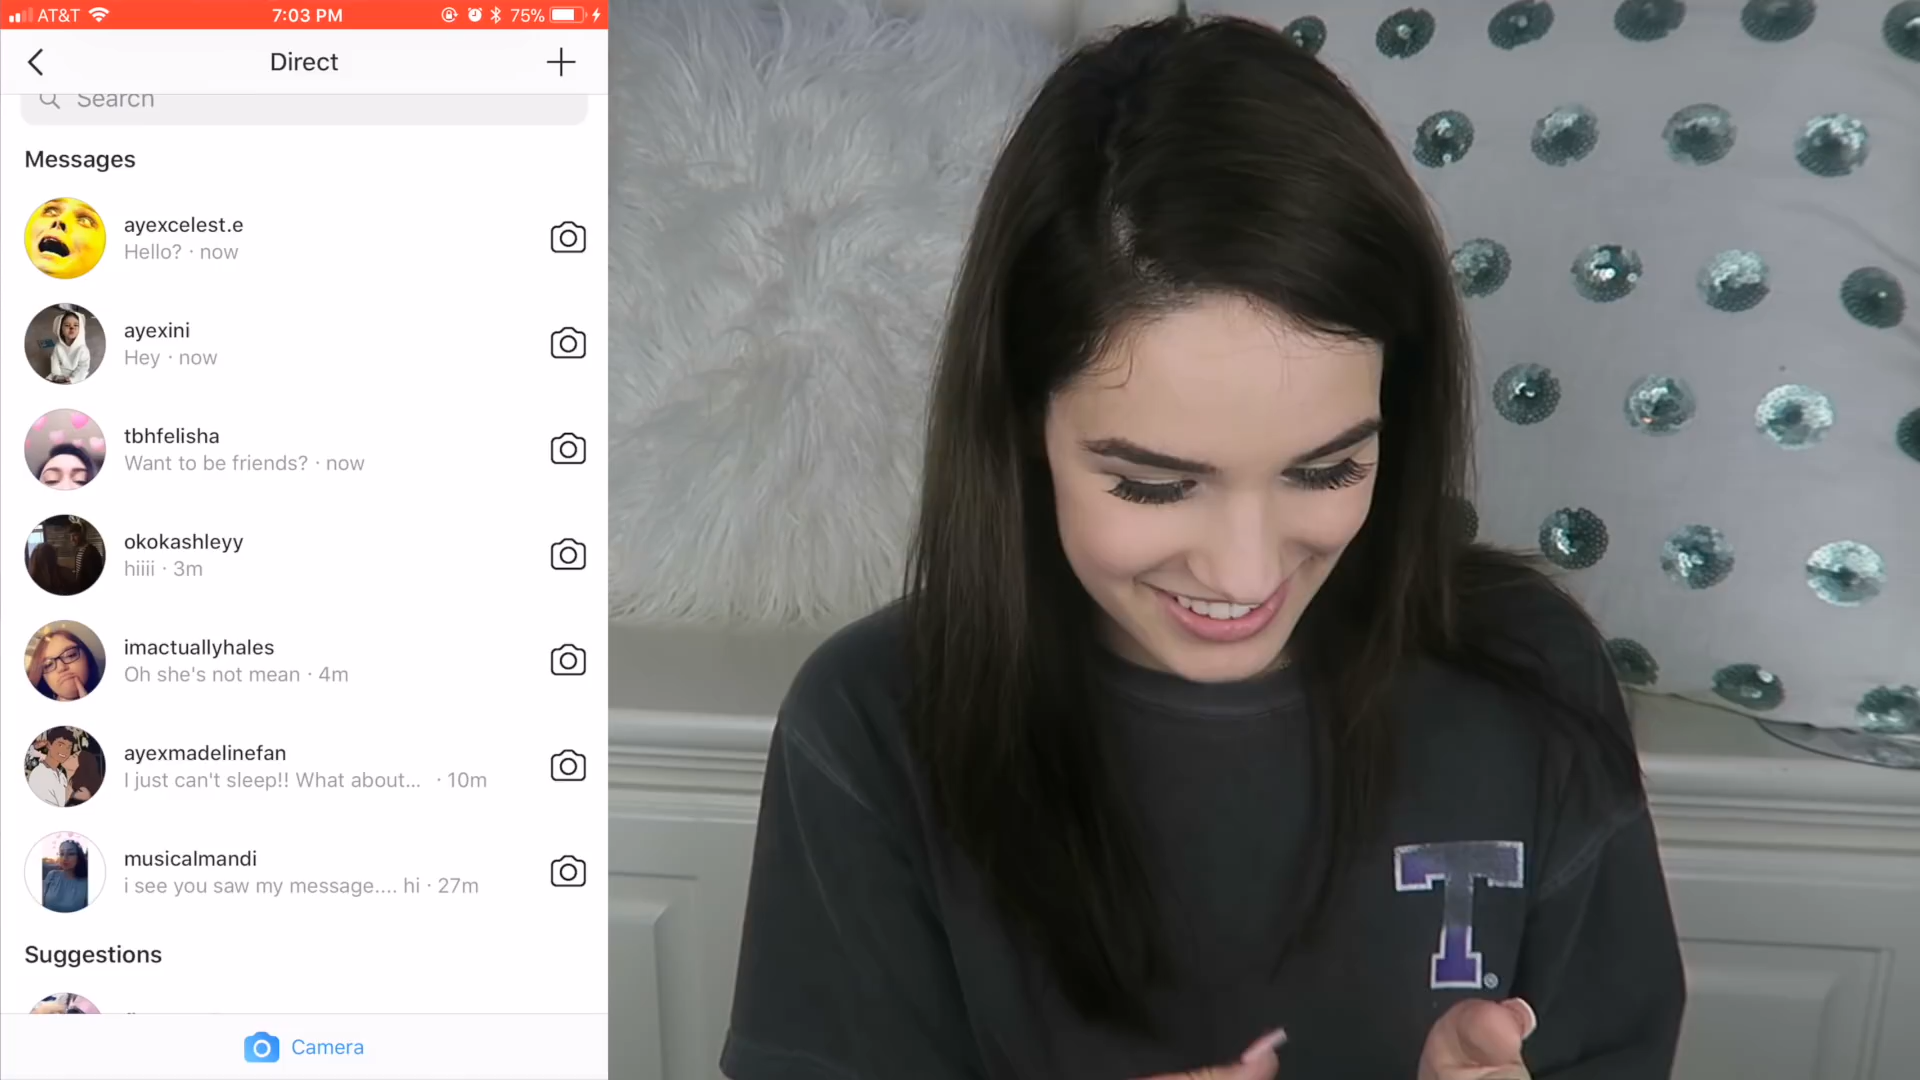 AT&T 7:03 PM 75%
Direct
Search
Messages
ayexcelest.e
Hello? · now
ayexini
Hey · now
tbhfelisha
Want to be friends? · now
okokashleyy
hiiii · 3m
imactuallyhales
Oh she's not mean · 4m
ayexmadelinefan
I just can't sleep!! What about... · 10m
musicalmandi
i see you saw my message.... hi · 27m
Suggestions
Camera
T